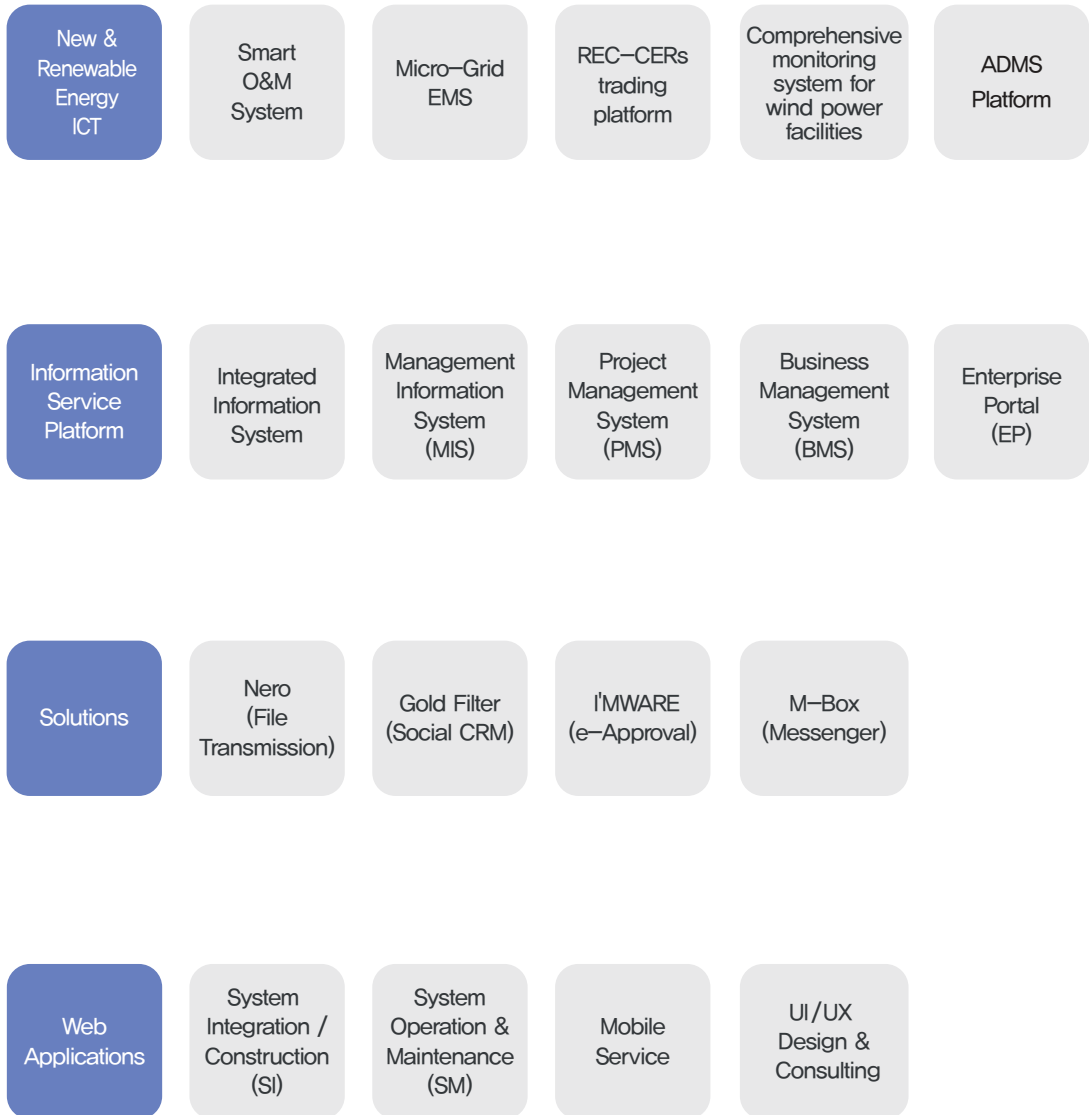 New &
Renewable
Energy
ICT
Smart
O&M
System
Micro-Grid
EMS
REC-CERs
trading
platform
Comprehensive
monitoring
system for
wind power
facilities
ADMS
Platform
Information
Service
Platform
Integrated
Information
System
Management
Information
System
(MIS)
Project
Management
System
(PMS)
Business
Management
System
(BMS)
Enterprise
Portal
(EP)
Solutions
Nero
(File
Transmission)
Gold Filter
(Social CRM)
I'MWARE
(e-Approval)
M-Box
(Messenger)
Web
Applications
System
Integration /
Construction
(SI)
System
Operation &
Maintenance
(SM)
Mobile
Service
UI/UX
Design &
Consulting